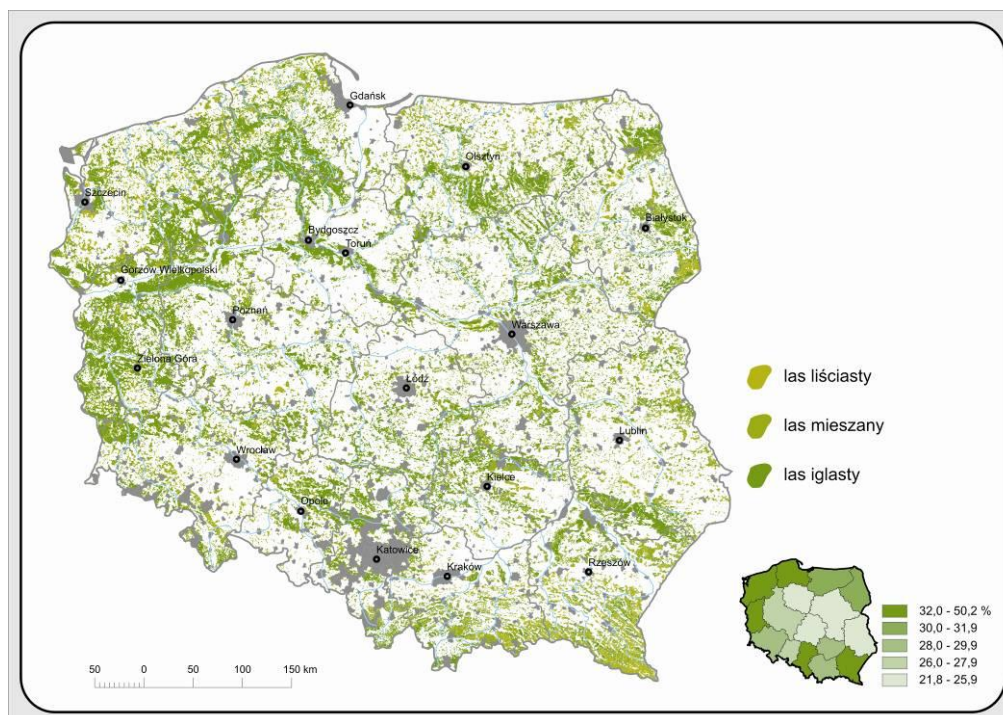 Gdańsk
Olsztyn
Szczecin
Białystok
Bydgoszcz
Toruń
Gorzów Wielkopolski
Poznań
Warszawa
Zielona Góra
Łódź
las liściasty
las mieszany
Lublin
Wrocław
las iglasty
Kielce
Opole
Katowice
Kraków
Rzeszów
32,0 - 50,2 %
30,0 - 31,9
28,0 - 29,9
26,0 - 27,9
21,8 - 25,9
50 0 50 100 150 km